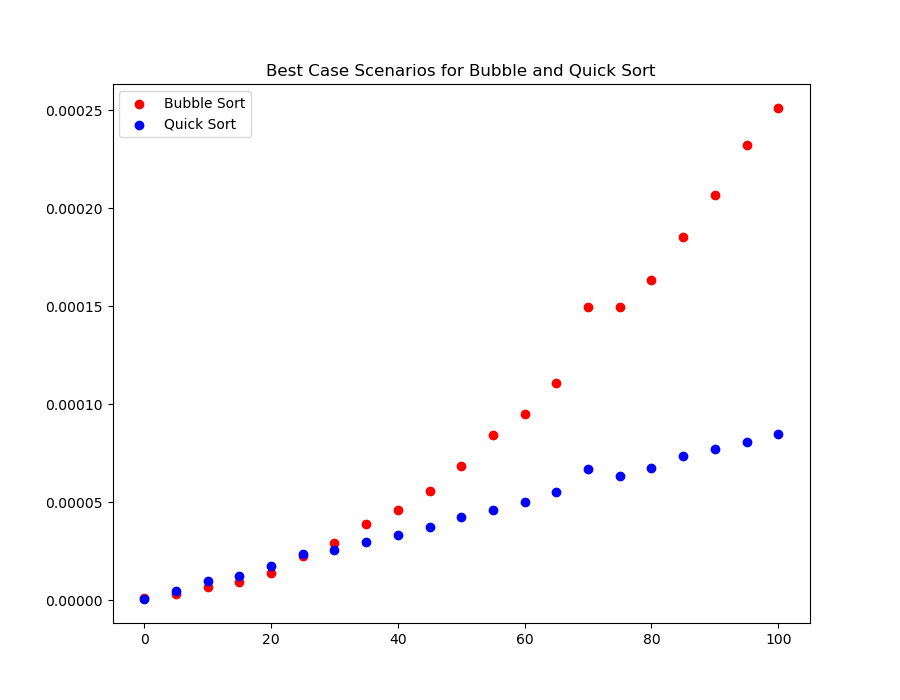 Best Case Scenarios for Bubble and Quick Sort
Bubble Sort
Quick Sort
0.00025
0.00020
0.00015
0.00010
0.00005
0.00000
0 20 40 60 80 100